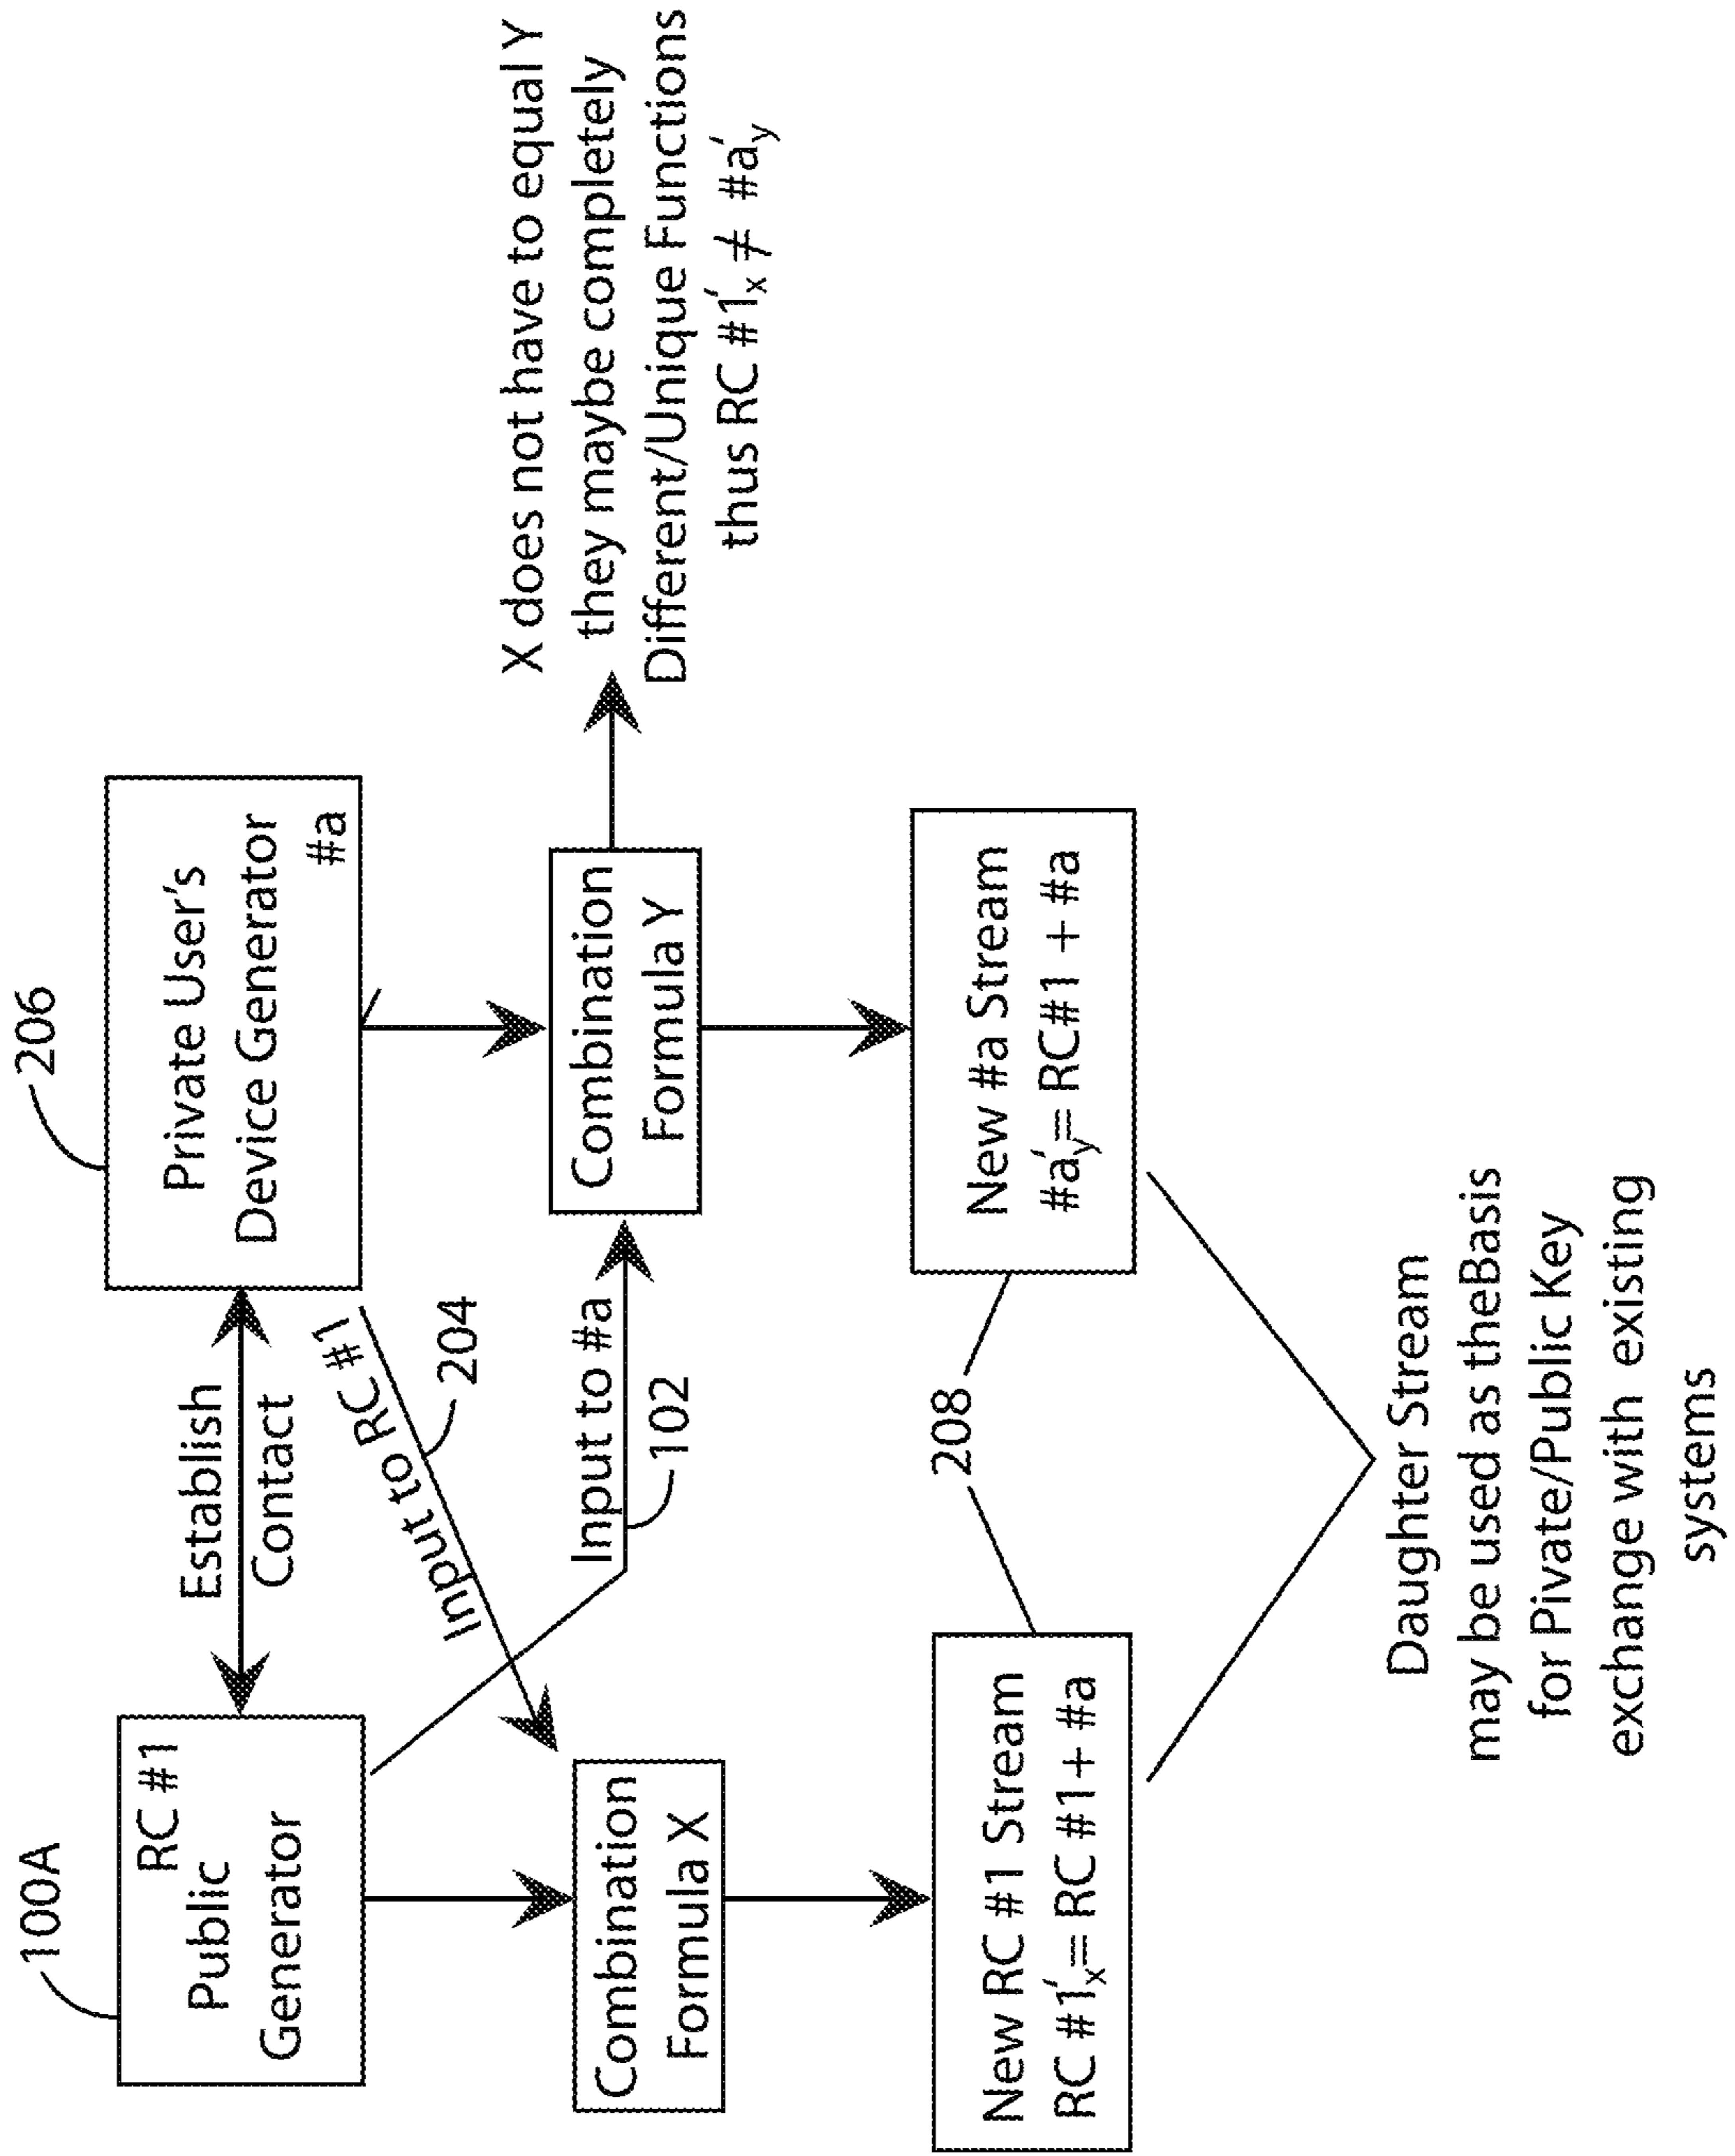 100A
RC #1
Public
Generator
Establish
Contact
206
Private User's
Device Generator
#a
Input to RC #1
204
Input to #a
102
Combination
Formula X
Combination
Formula Y
X does not have to equal Y
they maybe completely
Different/Unique Functions
thus RC #1'ₓ ≠ #a'y
New RC #1 Stream
RC #1'ₓ= RC #1 + #a
208
New #a Stream
#a'y= RC#1 + #a
Daughter Stream
may be used as theBasis
for Pivate/Public Key
exchange with existing
systems